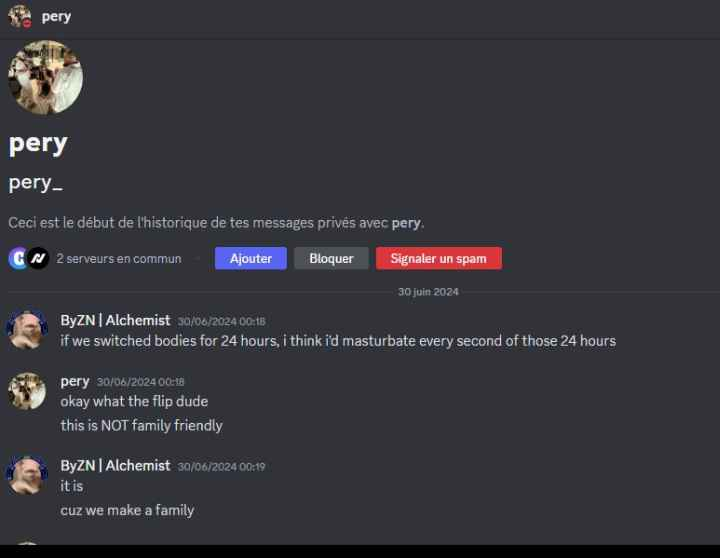 pery
pery
pery_
Ceci est le début de l'historique de tes messages privés avec pery.
2 serveurs en commun
Ajouter
Bloquer
Signaler un spam
30 juin 2024
ByZN | Alchemist 30/06/2024 00:18
if we switched bodies for 24 hours, i think i'd masturbate every second of those 24 hours
pery 30/06/2024 00:18
okay what the flip dude
this is NOT family friendly
ByZN | Alchemist 30/06/2024 00:19
it is
cuz we make a family